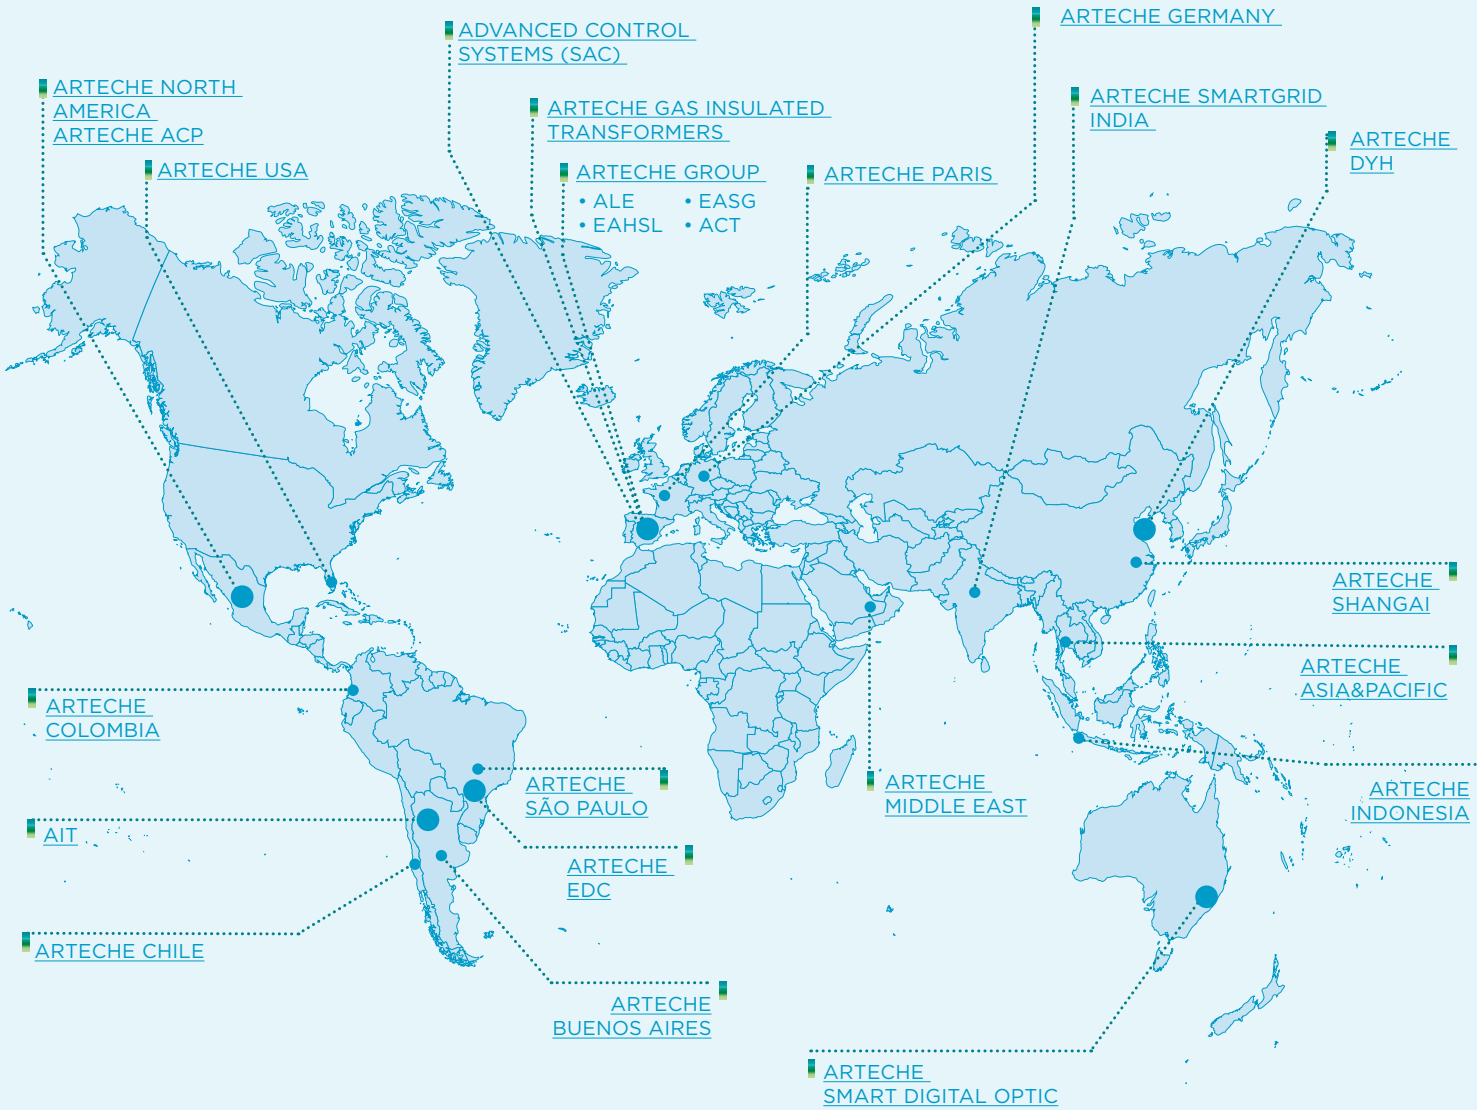 ARTECHE GERMANY
ADVANCED CONTROL
SYSTEMS (SAC)
ARTECHE NORTH
AMERICA
ARTECHE ACP
ARTECHE GAS INSULATED
TRANSFORMERS
ARTECHE SMARTGRID
INDIA
ARTECHE
DYH
ARTECHE USA
ARTECHE GROUP
• ALE
• EASG
• EAHSL
• ACT
ARTECHE PARIS
ARTECHE
SHANGAI
ARTECHE
ASIA&PACIFIC
ARTECHE
COLOMBIA
ARTECHE
SÃO PAULO
ARTECHE
MIDDLE EAST
ARTECHE
INDONESIA
AIT
ARTECHE
EDC
ARTECHE CHILE
ARTECHE
BUENOS AIRES
ARTECHE
SMART DIGITAL OPTIC